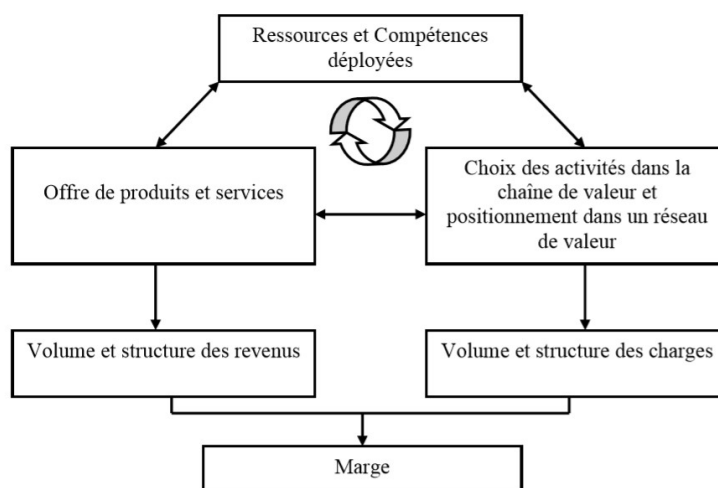 Ressources et Compétences
déployées
Offre de produits et services
Choix des activités dans la
chaîne de valeur et
positionnement dans un réseau
de valeur
Volume et structure des revenus
Volume et structure des charges
Marge